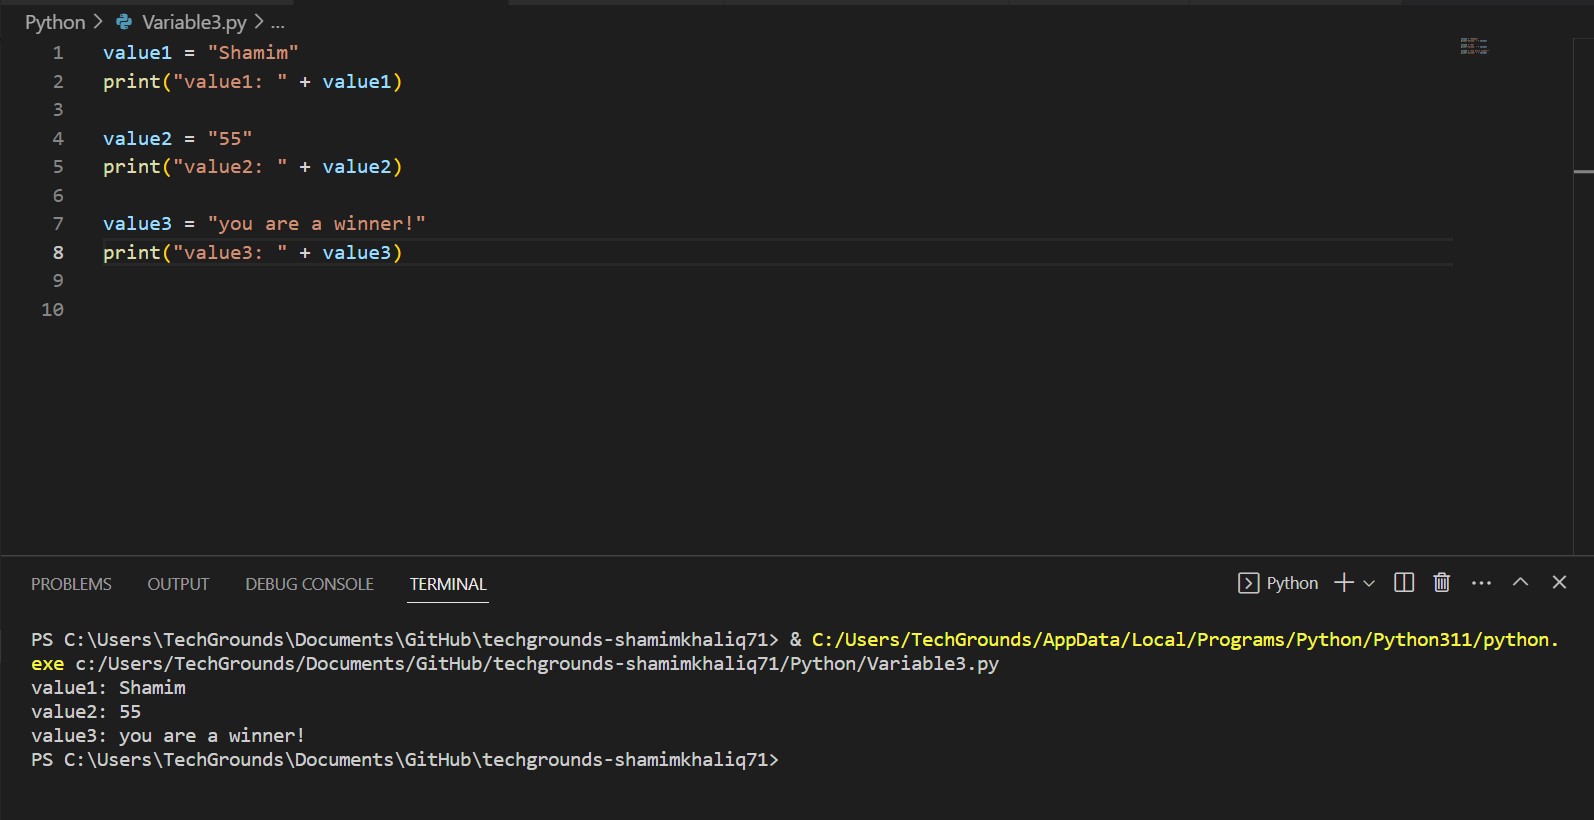 Python > Variable3.py > ...
1 value1 = "Shamim"
2 print("value1: " + value1)
3
4 value2 = "55"
5 print("value2: " + value2)
6
7 value3 = "you are a winner!"
8 print("value3: " + value3)
9
10
PROBLEMS OUTPUT DEBUG CONSOLE TERMINAL Python
PS C:\Users\TechGrounds\Documents\GitHub\techgrounds-shamimkhaliq71> & C:/Users/TechGrounds/AppData/Local/Programs/Python/Python311/python.
exe c:/Users/TechGrounds/Documents/GitHub/techgrounds-shamimkhaliq71/Python/Variable3.py
value1: Shamim
value2: 55
value3: you are a winner!
PS C:\Users\TechGrounds\Documents\GitHub\techgrounds-shamimkhaliq71>